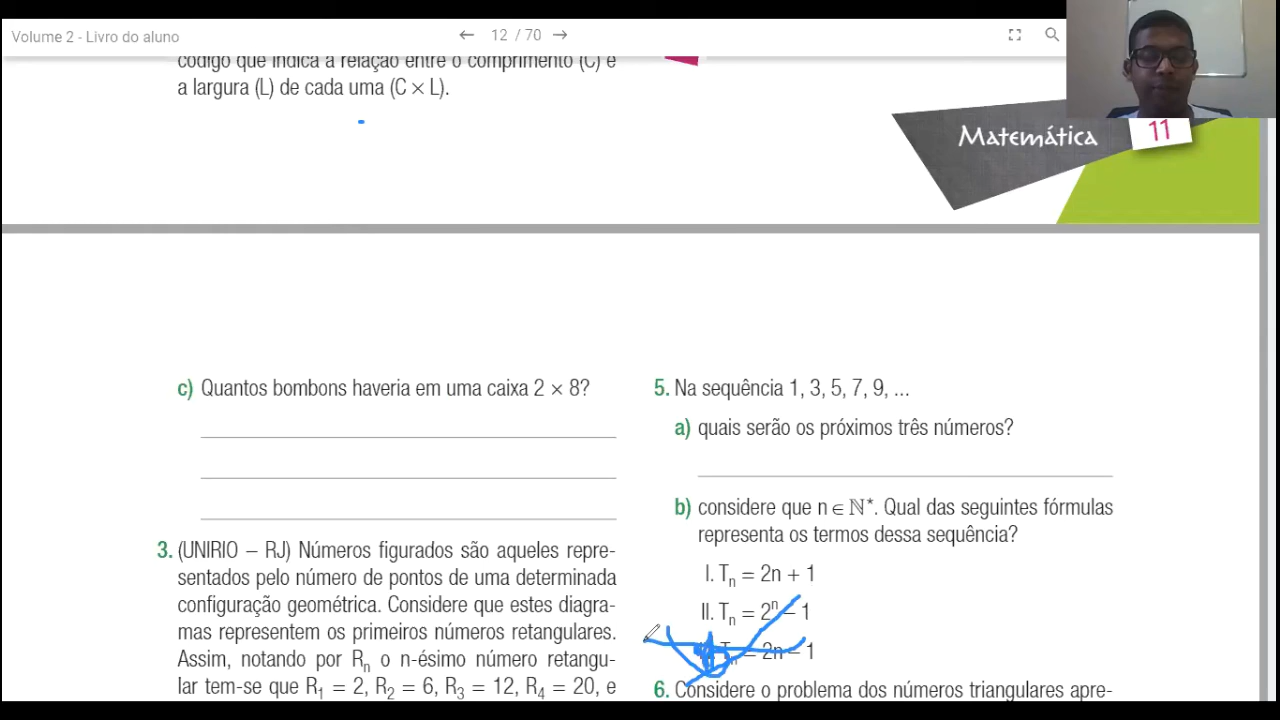 Volume 2 - Livro do aluno
12 / 70
código que indica a relação entre o comprimento (C) e
a largura (L) de cada uma (C × L).
Matemática 11
c) Quantos bombons haveria em uma caixa 2 × 8?
3. (UNIRIO – RJ) Números figurados são aqueles repre-
sentados pelo número de pontos de uma determinada
configuração geométrica. Considere que estes diagra-
mas representem os primeiros números retangulares.
Assim, notando por Rn o n-ésimo número retangu-
lar tem-se que R1 = 2, R2 = 6, R3 = 12, R4 = 20, e
5. Na sequência 1, 3, 5, 7, 9, ...
a) quais serão os próximos três números?
b) considere que n ∈ ℕ*. Qual das seguintes fórmulas
representa os termos dessa sequência?
I. Tn = 2n + 1
II. Tn = 2ⁿ – 1
= 2n – 1
6. Considere o problema dos números triangulares apre-